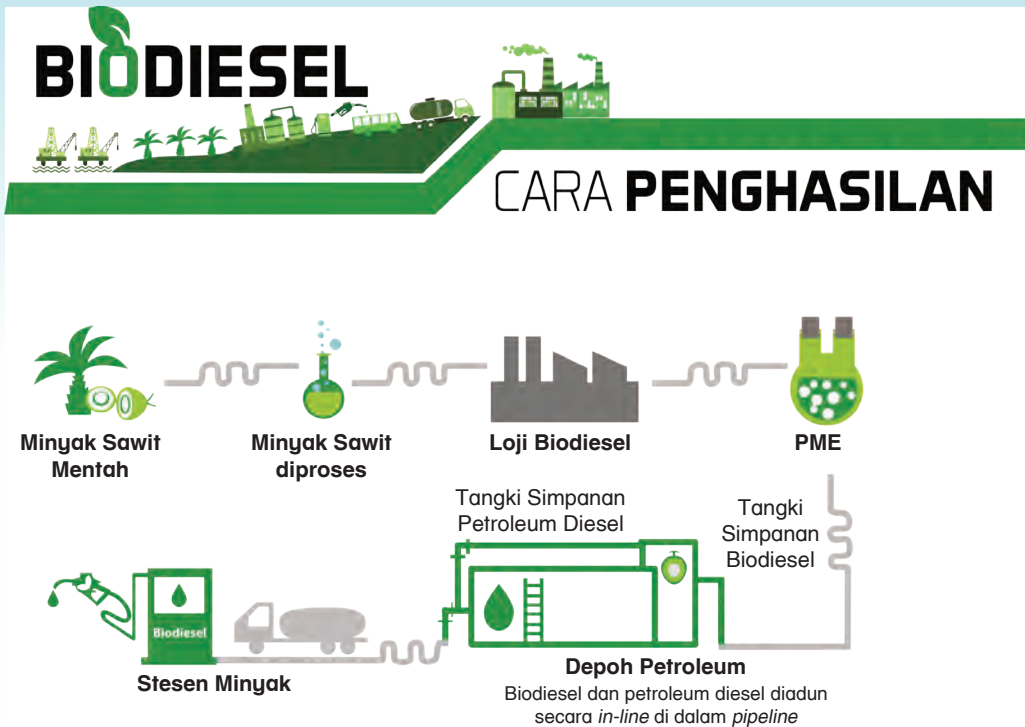 BIODIESEL
CARA PENGHASILAN
Minyak Sawit
Mentah
Minyak Sawit
diproses
Loji Biodiesel
PME
Tangki Simpanan
Petroleum Diesel
Tangki
Simpanan
Biodiesel
Biodiesel
Stesen Minyak
Depoh Petroleum
Biodiesel dan petroleum diesel diadun
secara in-line di dalam pipeline